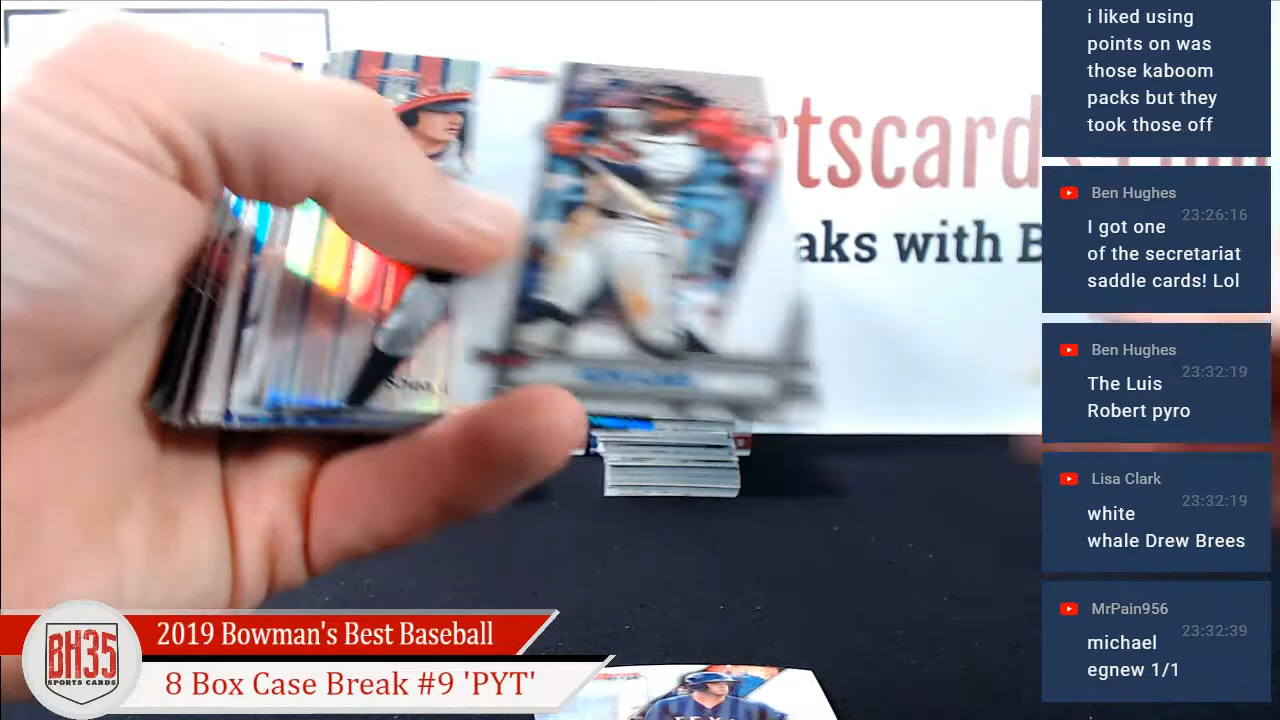 i liked using
points on was
those kaboom
packs but they
took those off
Ben Hughes
23:26:16
I got one
of the secretariat
saddle cards! Lol
Ben Hughes
23:32:19
The Luis
Robert pyro
Lisa Clark
23:32:19
white
whale Drew Brees
MrPain956
23:32:39
michael
egnew 1/1
tscard
aks with B
BH35
SPORTS CARDS
2019 Bowman's Best Baseball
8 Box Case Break #9 'PYT'